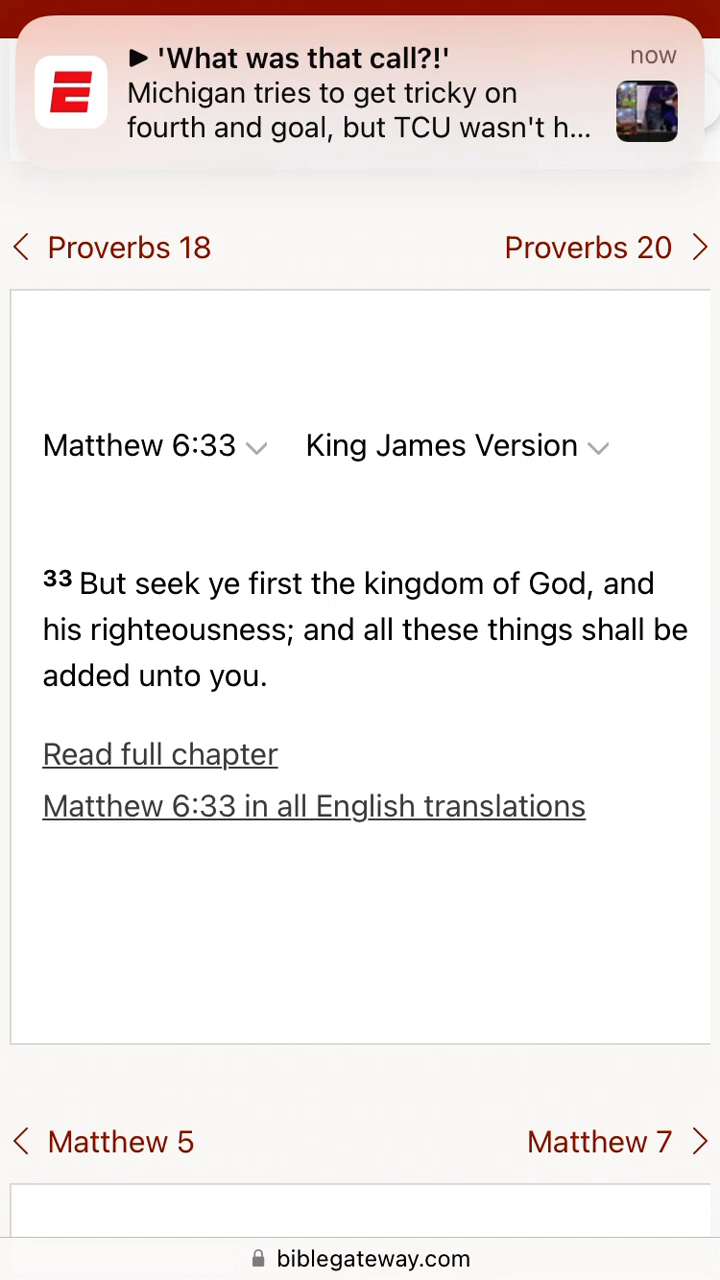 ▶ 'What was that call?!'
now
Michigan tries to get tricky on
fourth and goal, but TCU wasn't h...
Proverbs 18
Proverbs 20
Matthew 6:33
King James Version
33 But seek ye first the kingdom of God, and
his righteousness; and all these things shall be
added unto you.
Read full chapter
Matthew 6:33 in all English translations
Matthew 5
Matthew 7
biblegateway.com